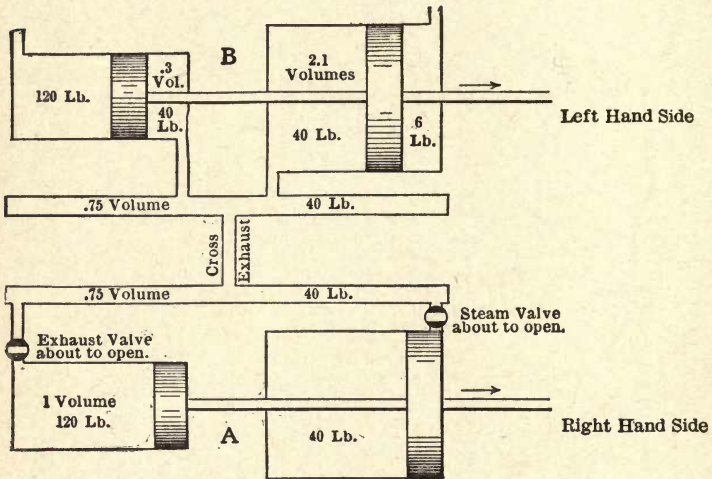 B
.3
Vol.
2.1
Volumes
120 Lb.
40
Lb.
40 Lb.
6
Lb.
Left Hand Side
.75 Volume
40 Lb.
Cross
Exhaust
.75 Volume
40 Lb.
Exhaust Valve
about to open.
Steam Valve
about to open.
1 Volume
120 Lb.
A
40 Lb.
Right Hand Side